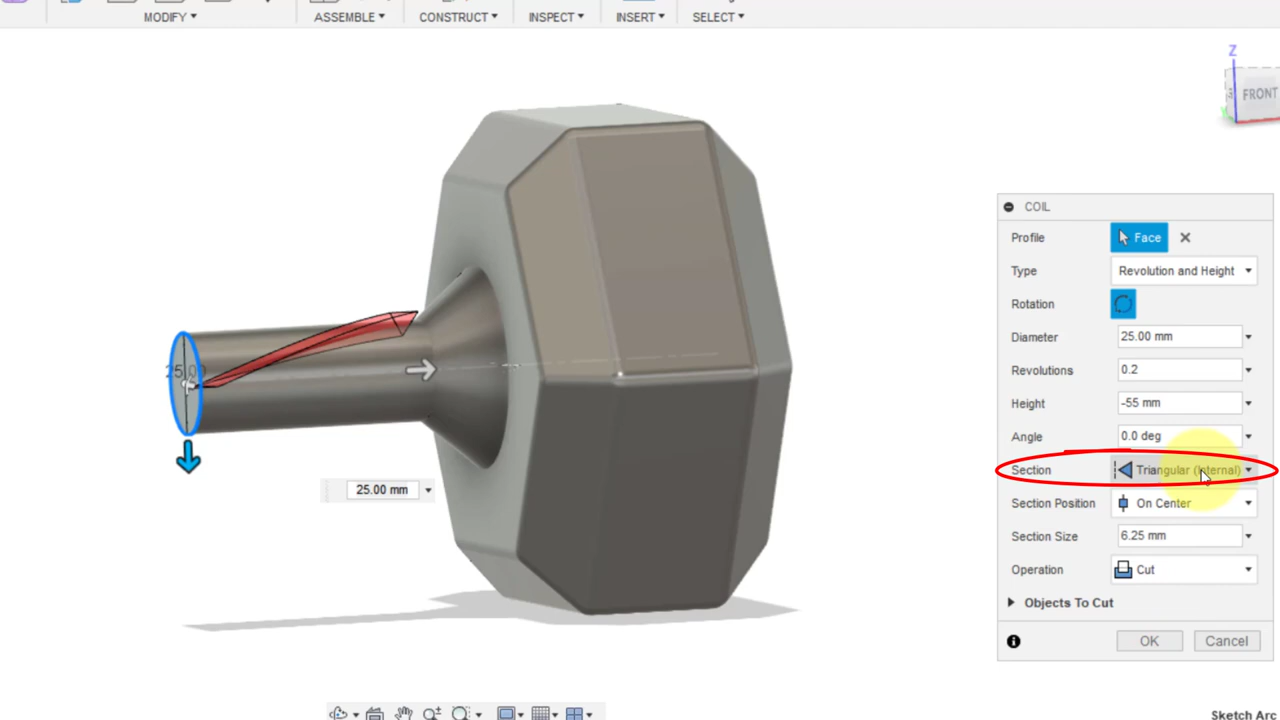 MODIFY ASSEMBLE CONSTRUCT INSPECT INSERT SELECT
Z
FRONT
COIL
Profile Face
Type Revolution and Height
Rotation
Diameter 25.00 mm
Revolutions 0.2
Height -55 mm
Angle 0.0 deg
Section Triangular (Internal)
Section Position On Center
Section Size 6.25 mm
Operation Cut
Objects To Cut
OK Cancel
25.00
25.00 mm
Sketch Arc